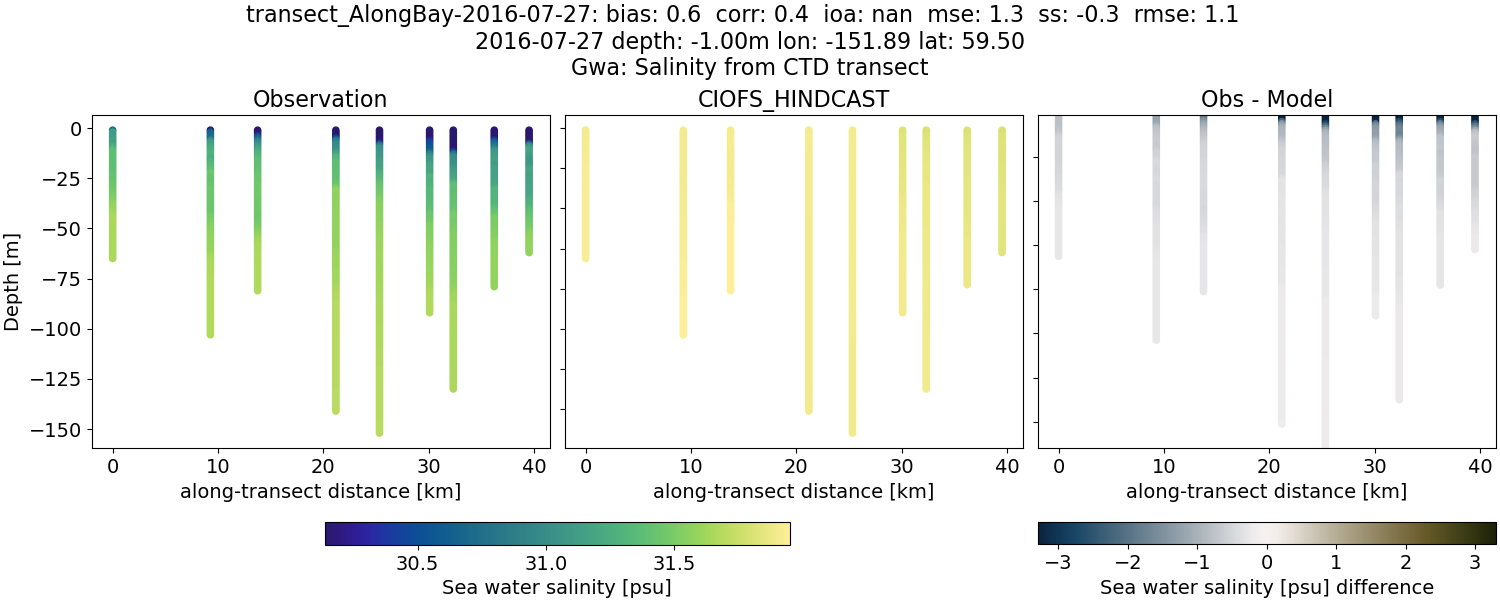 transect_AlongBay-2016-07-27: bias: 0.6  corr: 0.4  ioa: nan  mse: 1.3  ss: -0.3  rmse: 1.1
2016-07-27 depth: -1.00m lon: -151.89 lat: 59.50
Gwa: Salinity from CTD transect
Observation
CIOFS_HINDCAST
Obs - Model
Depth [m]
0
−25
−50
−75
−100
−125
−150
0 10 20 30 40
0 10 20 30 40
0 10 20 30 40
along-transect distance [km]
along-transect distance [km]
along-transect distance [km]
30.5 31.0 31.5
Sea water salinity [psu]
−3 −2 −1 0 1 2 3
Sea water salinity [psu] difference